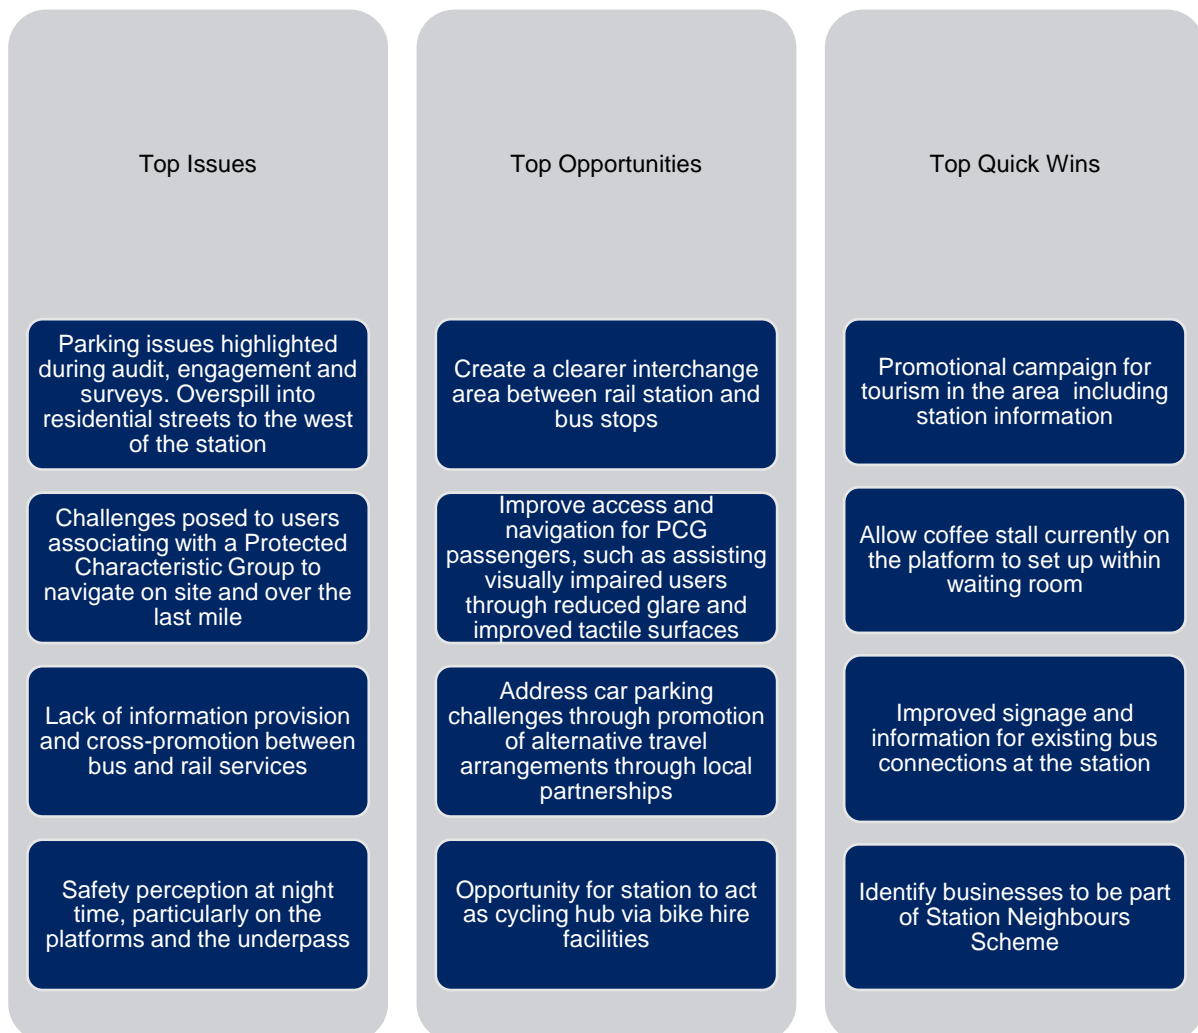 Top Issues
Parking issues highlighted
during audit, engagement and
surveys. Overspill into
residential streets to the west
of the station
Challenges posed to users
associating with a Protected
Characteristic Group to
navigate on site and over the
last mile
Lack of information provision
and cross-promotion between
bus and rail services
Safety perception at night
time, particularly on the
platforms and the underpass
Top Opportunities
Create a clearer interchange
area between rail station and
bus stops
Improve access and
navigation for PCG
passengers, such as assisting
visually impaired users
through reduced glare and
improved tactile surfaces
Address car parking
challenges through promotion
of alternative travel
arrangements through local
partnerships
Opportunity for station to act
as cycling hub via bike hire
facilities
Top Quick Wins
Promotional campaign for
tourism in the area  including
station information
Allow coffee stall currently on
the platform to set up within
waiting room
Improved signage and
information for existing bus
connections at the station
Identify businesses to be part
of Station Neighbours
Scheme